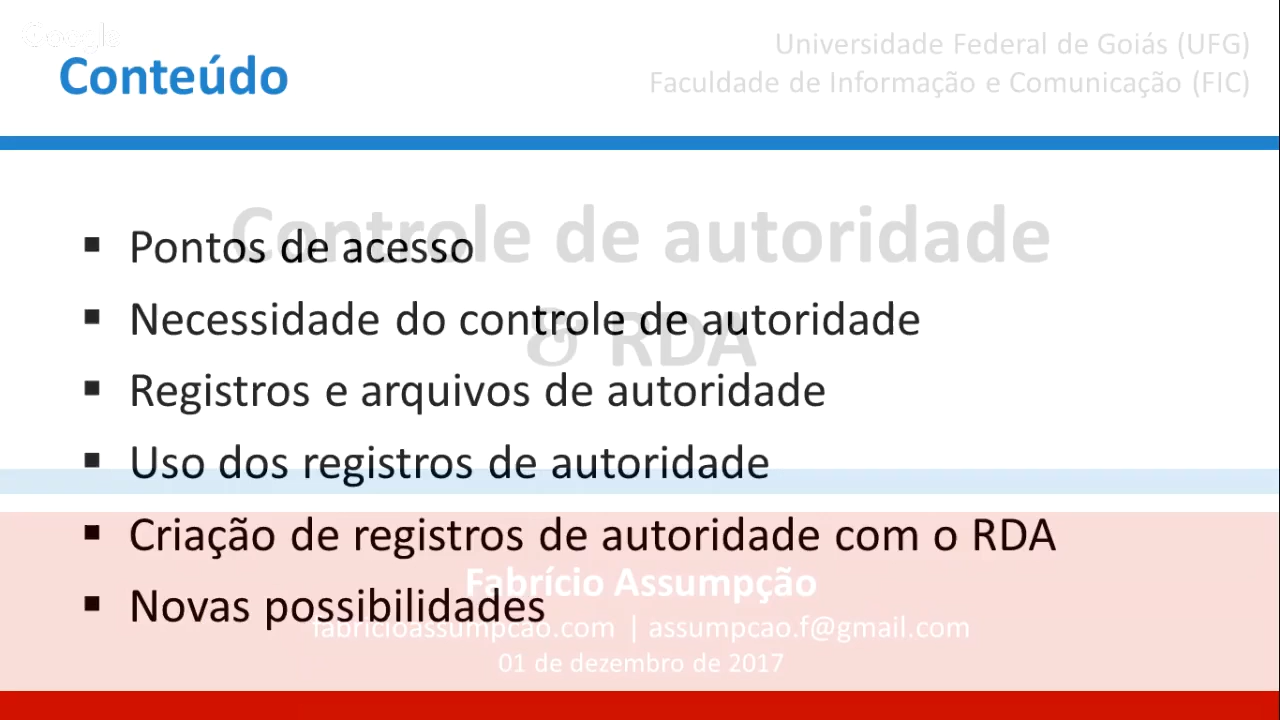 Google
Universidade Federal de Goiás (UFG)
Conteúdo
Faculdade de Informação e Comunicação (FIC)
Controle de autoridade
▪ Pontos de acesso
▪ Necessidade do controle de autoridade
& RDA
▪ Registros e arquivos de autoridade
▪ Uso dos registros de autoridade
▪ Criação de registros de autoridade com o RDA
Fabrício Assumpção
▪ Novas possibilidades
fabricioassumpcao.com | assumpcao.f@gmail.com
01 de dezembro de 2017